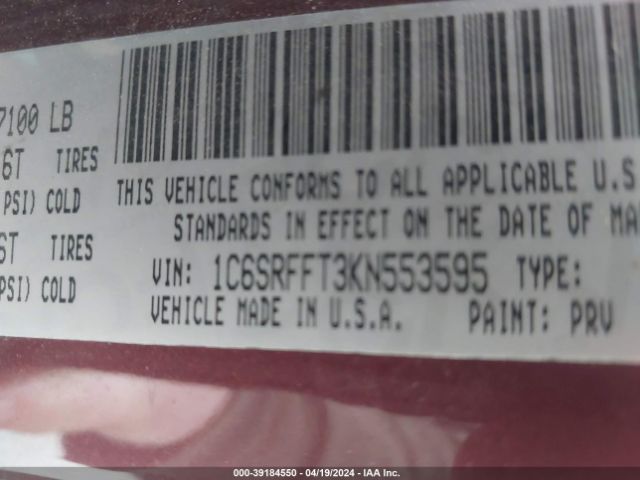 7100 LB
6T TIRES
PSI) COLD
6T TIRES
PSI) COLD
THIS VEHICLE CONFORMS TO ALL APPLICABLE U.S
STANDARDS IN EFFECT ON THE DATE OF MA
VIN: 1C6SRFFT3KN553595 TYPE:
VEHICLE MADE IN U.S.A. PAINT: PRV
000-39184550 - 04/19/2024 - IAA Inc.